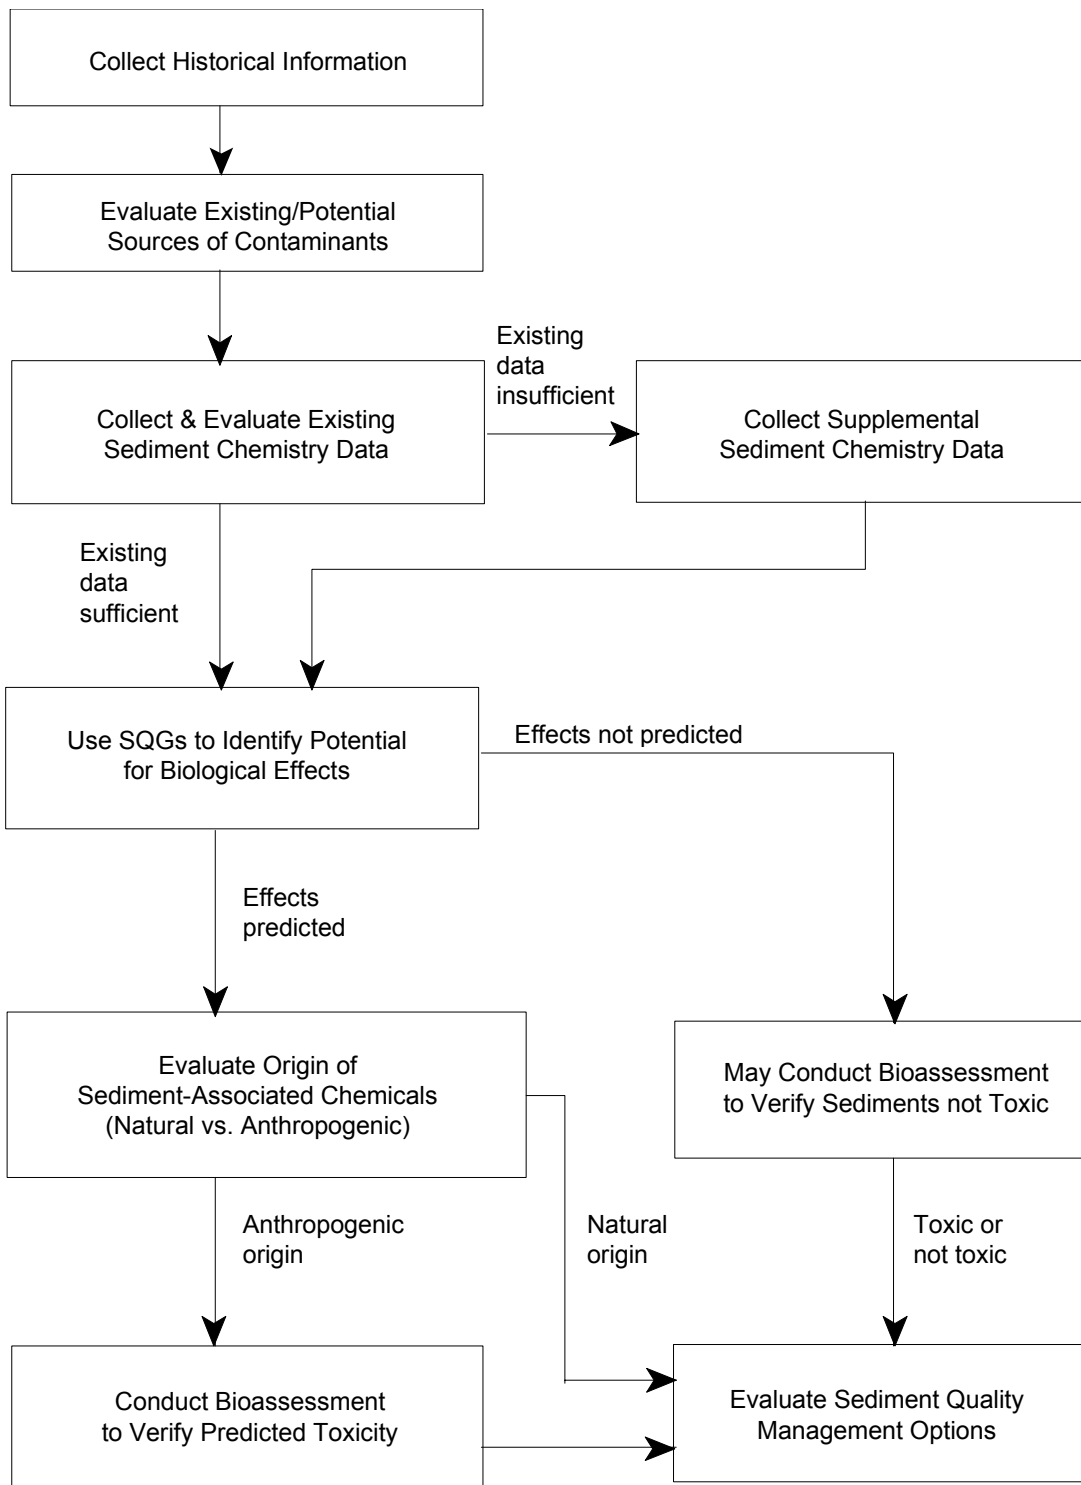 Collect Historical Information
Evaluate Existing/Potential
Sources of Contaminants
Existing
data
insufficient
Collect & Evaluate Existing
Sediment Chemistry Data
Collect Supplemental
Sediment Chemistry Data
Existing
data
sufficient
Use SQGs to Identify Potential
for Biological Effects
Effects not predicted
Effects
predicted
Evaluate Origin of
Sediment-Associated Chemicals
(Natural vs. Anthropogenic)
May Conduct Bioassessment
to Verify Sediments not Toxic
Anthropogenic
origin
Natural
origin
Toxic or
not toxic
Conduct Bioassessment
to Verify Predicted Toxicity
Evaluate Sediment Quality
Management Options